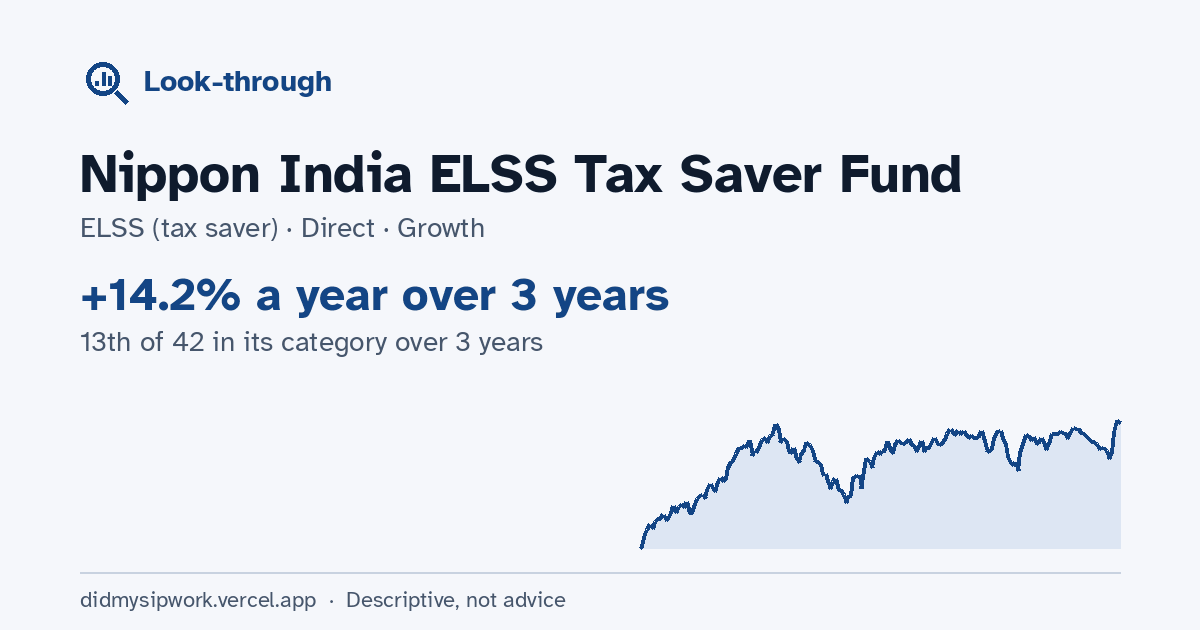 Look-through
Nippon India ELSS Tax Saver Fund
ELSS (tax saver) · Direct · Growth
+14.2% a year over 3 years
13th of 42 in its category over 3 years
didmysipwork.vercel.app · Descriptive, not advice